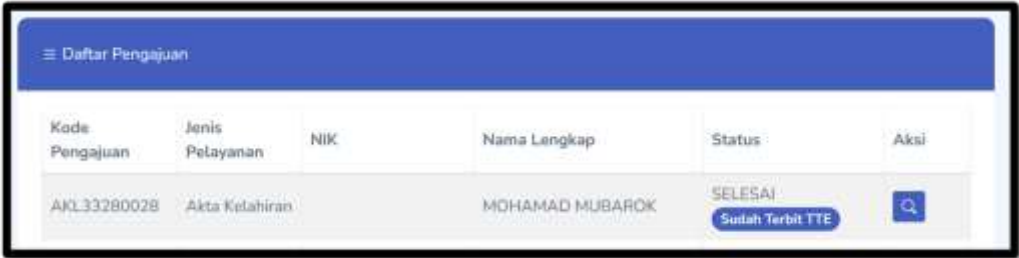 ≡ Daftar Pengajuan
Kode Pengajuan
Jenis Pelayanan
NIK
Nama Lengkap
Status
Aksi
AKL33280028
Akta Kelahiran
MOHAMAD MUBAROK
SELESAI
Sudah Terbit TTE